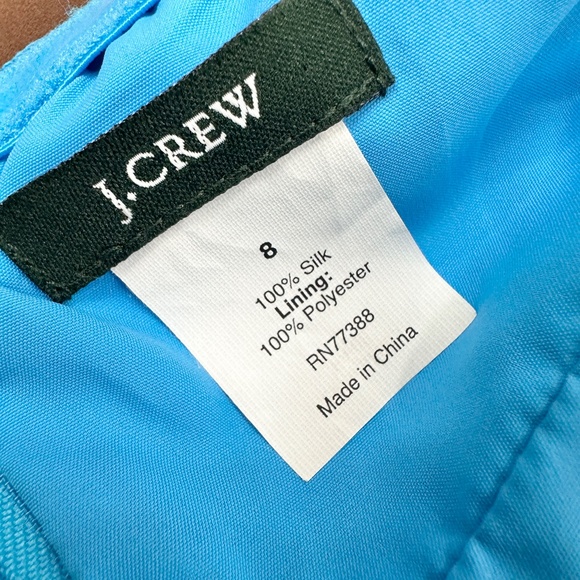 J.CREW
8
100% Silk
Lining:
100% Polyester
RN77388
Made in China